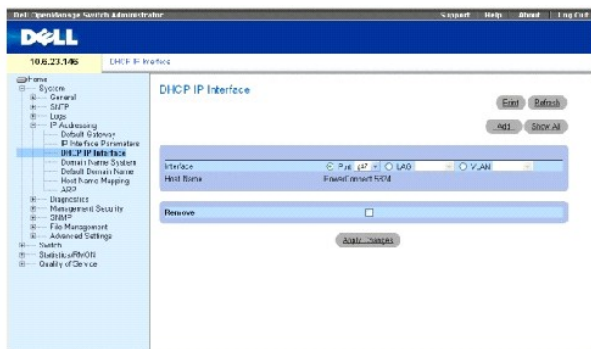 Dell OpenManage Switch Administrator
Support Help About Log Out
DELL
10.6.23.146
DHCP IP Interface
Home
System
General
SNTP
Logs
IP Addressing
Default Gateway
IP Interface Parameters
DHCP IP Interface
Domain Name System
Default Domain Name
Host Name Mapping
ARP
Diagnostics
Management Security
SNMP
File Management
Advanced Settings
Switch
Statistics/RMON
Quality of Service
DHCP IP Interface
Print Refresh
Add Show All
Interface Port LAG VLAN
Host Name PowerConnect
Remove
Apply Changes